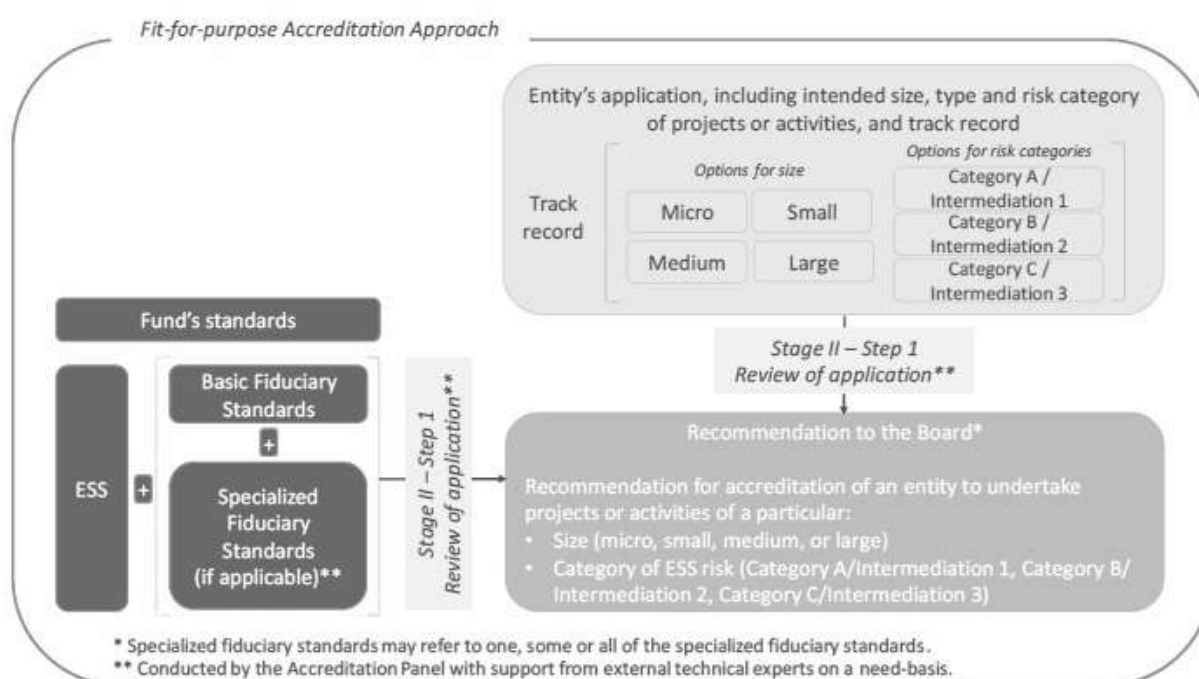 Fit-for-purpose Accreditation Approach
Entity's application, including intended size, type and risk category
of projects or activities, and track record
Options for risk categories
Options for size
Track
record
Micro
Small
Medium
Large
Category A /
Intermediation 1
Category B /
Intermediation 2
Category C /
Intermediation 3
Fund's standards
ESS
+
Basic Fiduciary
Standards
+
Specialized
Fiduciary
Standards
(if applicable)**
Stage II – Step 1
Review of application**
Stage II – Step 1
Review of application**
Recommendation to the Board*
Recommendation for accreditation of an entity to undertake
projects or activities of a particular:
• Size (micro, small, medium, or large)
• Category of ESS risk (Category A/Intermediation 1, Category B/
Intermediation 2, Category C/Intermediation 3)
* Specialized fiduciary standards may refer to one, some or all of the specialized fiduciary standards.
** Conducted by the Accreditation Panel with support from external technical experts on a need-basis.